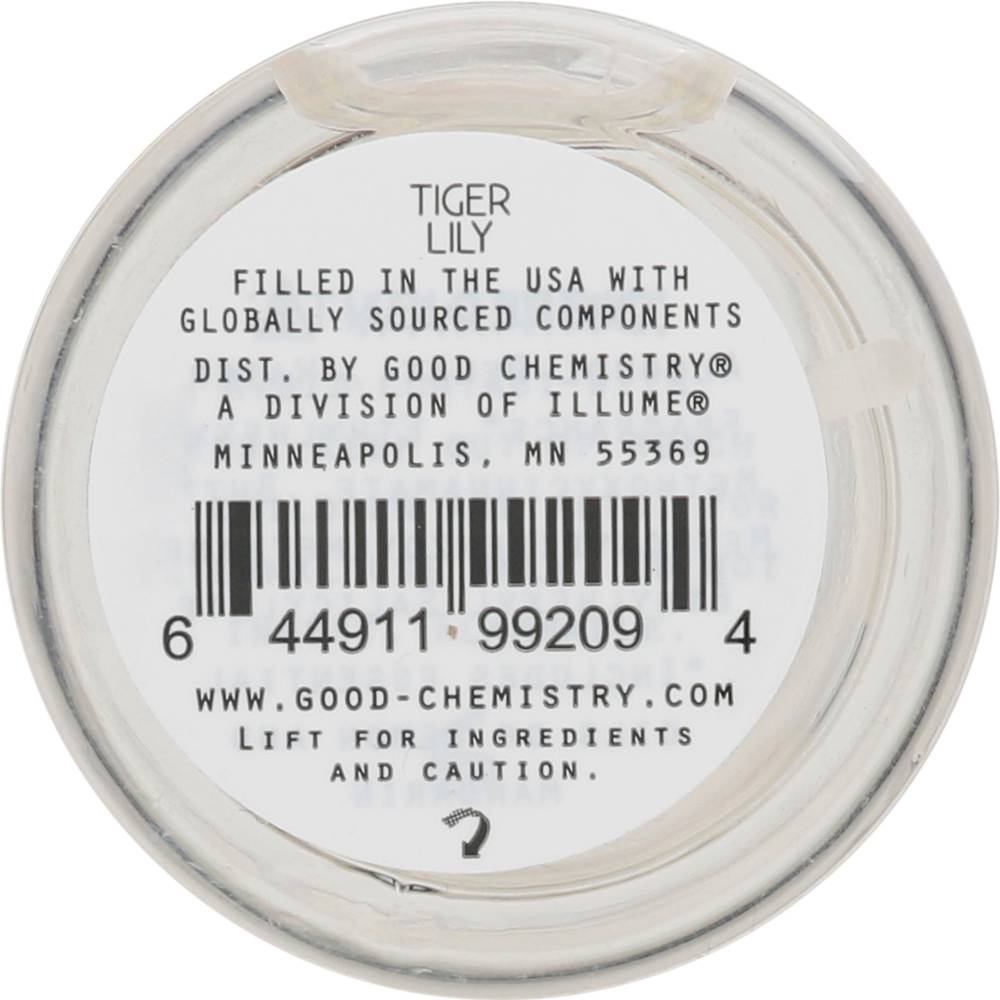 TIGER
LILY
FILLED IN THE USA WITH
GLOBALLY SOURCED COMPONENTS
DIST. BY GOOD CHEMISTRY®
A DIVISION OF ILLUME®
MINNEAPOLIS, MN 55369
6 44911 99209 4
WWW.GOOD-CHEMISTRY.COM
LIFT FOR INGREDIENTS
AND CAUTION.